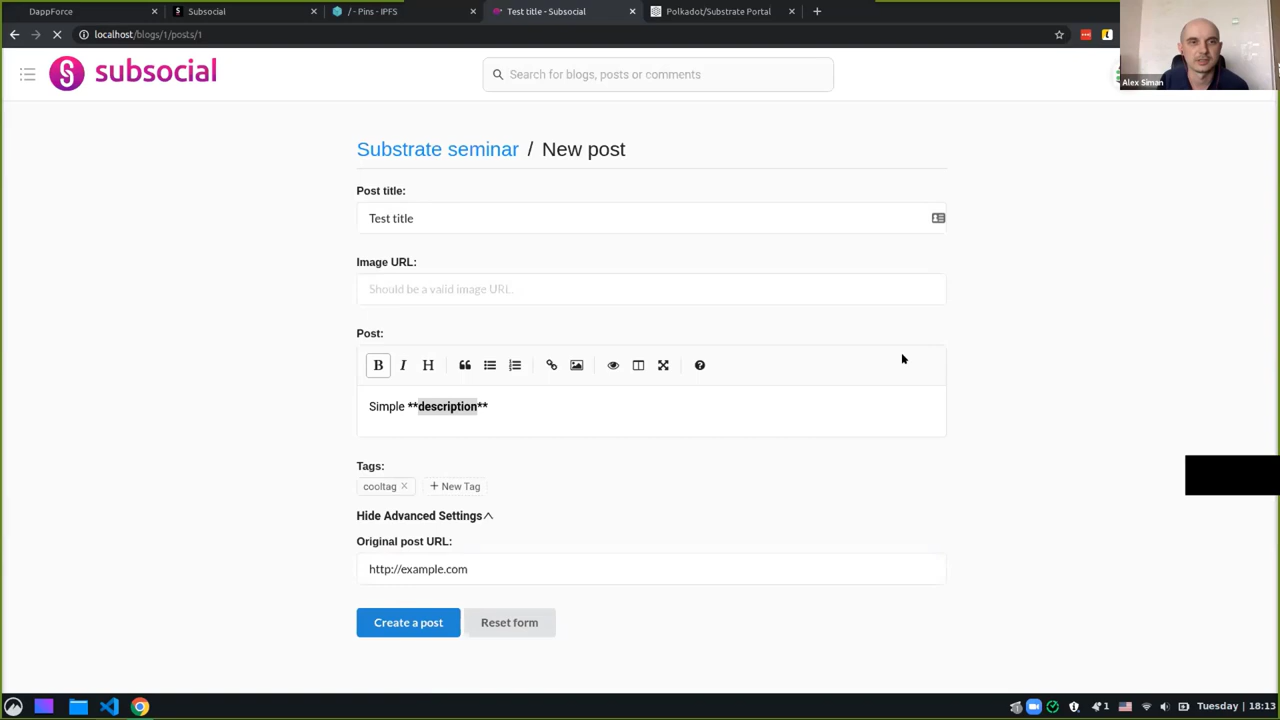 DappForce
Subsocial
/ - Pins - IPFS
Test title - Subsocial
Polkadot/Substrate Portal
localhost/blogs/1/posts/1
subsocial
Search for blogs, posts or comments
Alex Siman
Substrate seminar / New post
Post title:
Test title
Image URL:
Should be a valid image URL.
Post:
B I H
Simple **description**
Tags:
cooltag × + New Tag
Hide Advanced Settings
Original post URL:
http://example.com
Create a post
Reset form
1
Tuesday | 18:13